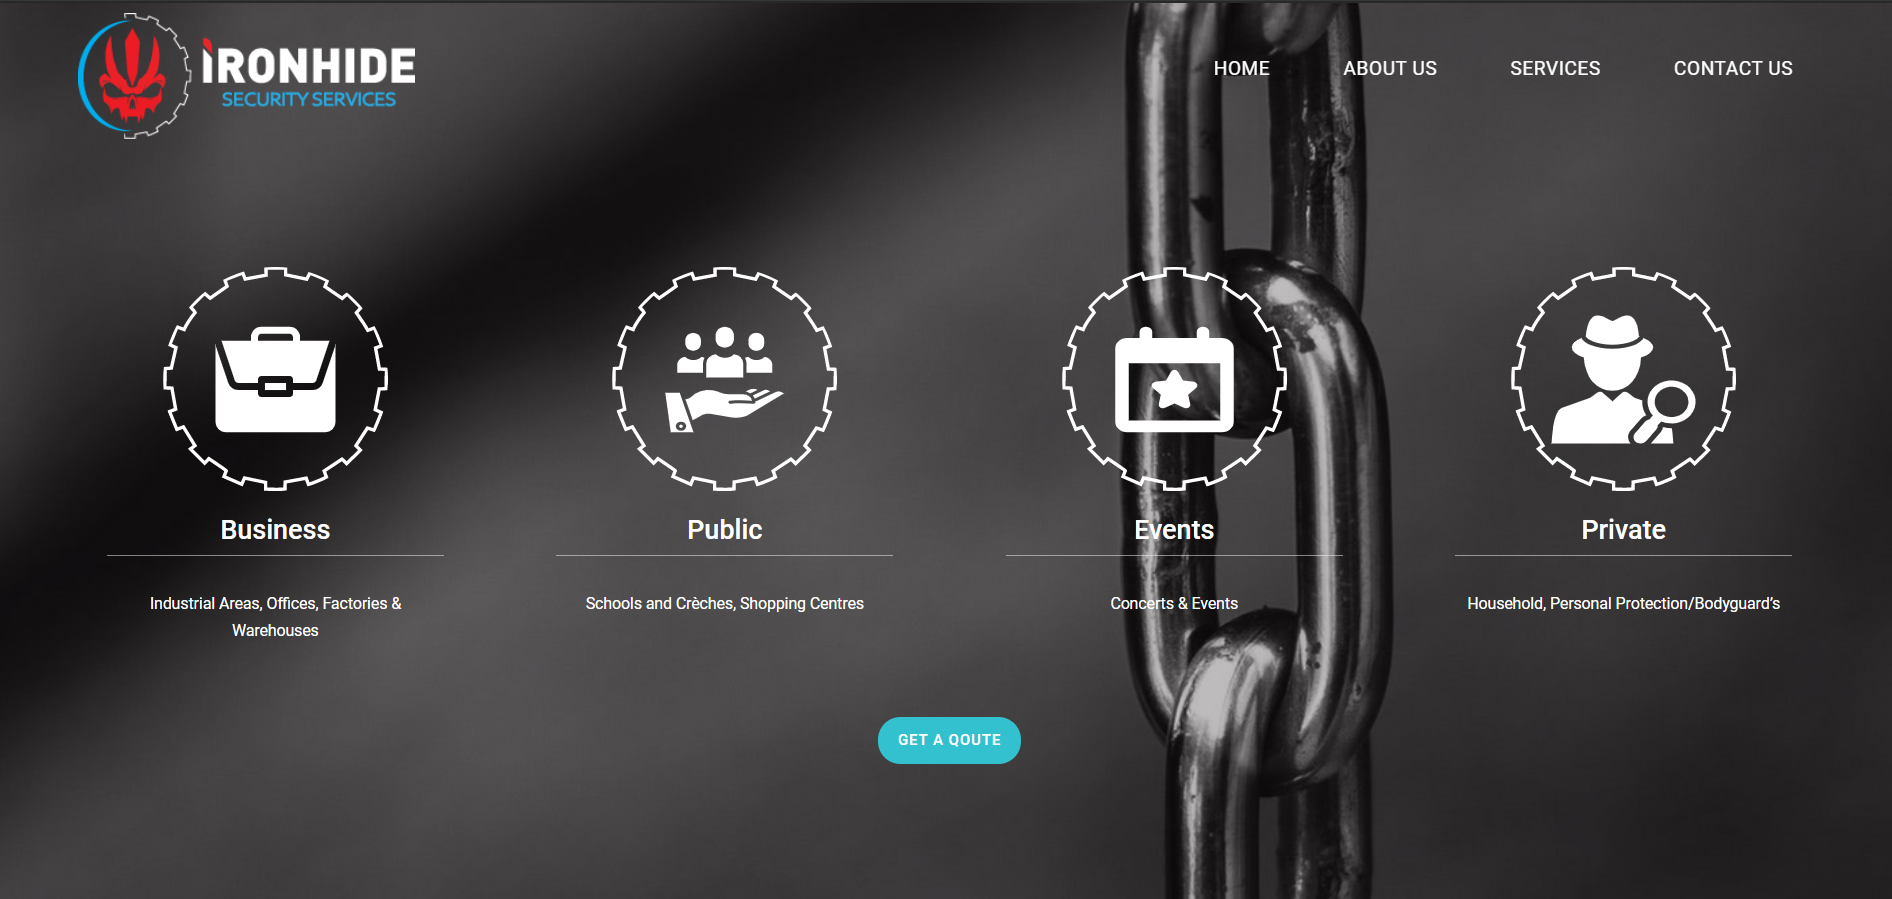 IRONHIDE
SECURITY SERVICES
HOME
ABOUT US
SERVICES
CONTACT US
Business
Industrial Areas, Offices, Factories &
Warehouses
Public
Schools and Crèches, Shopping Centres
Events
Concerts & Events
Private
Household, Personal Protection/Bodyguard’s
GET A QOUTE